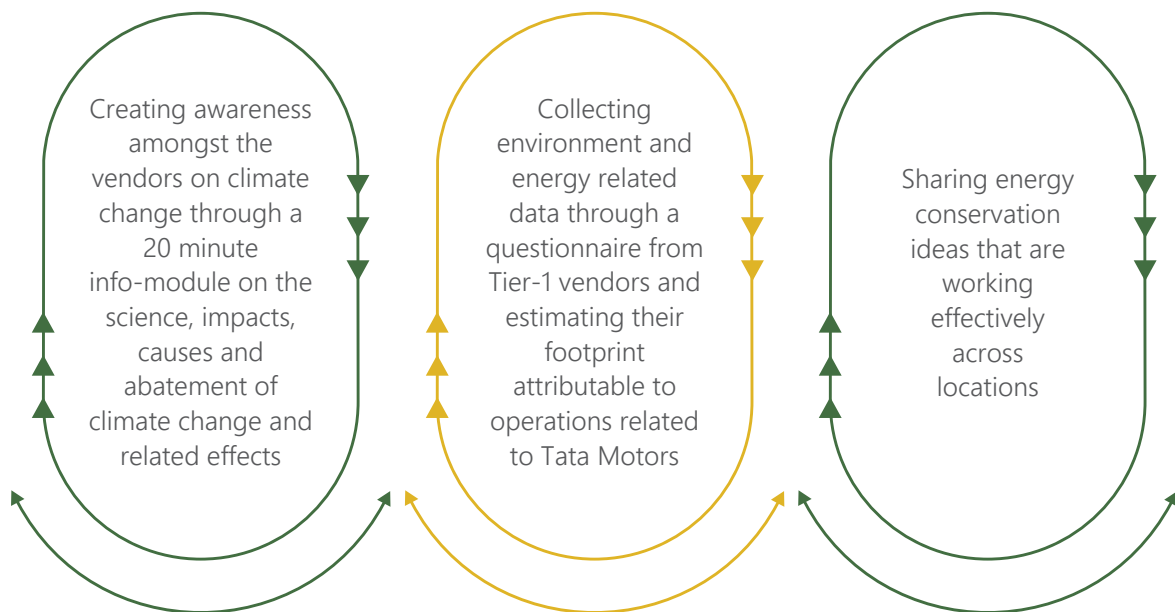 Creating awareness
amongst the
vendors on climate
change through a
20 minute
info-module on the
science, impacts,
causes and
abatement of
climate change and
related effects
Collecting
environment and
energy related
data through a
questionnaire from
Tier-1 vendors and
estimating their
footprint
attributable to
operations related
to Tata Motors
Sharing energy
conservation
ideas that are
working
effectively
across
locations